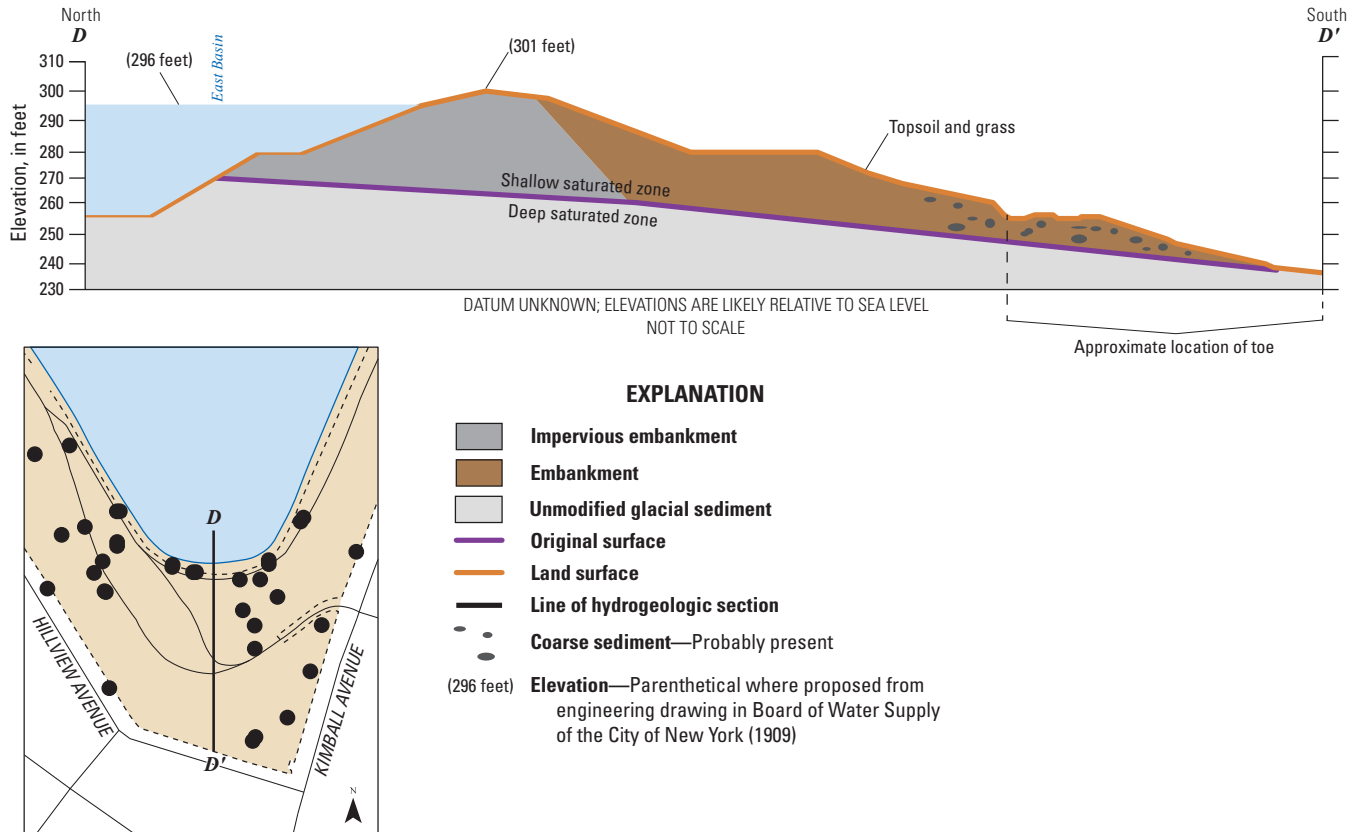 North
D
South
D'
(296 feet)
East Basin
(301 feet)
Elevation, in feet
310
300
290
280
270
260
250
240
230
Topsoil and grass
Shallow saturated zone
Deep saturated zone
DATUM UNKNOWN; ELEVATIONS ARE LIKELY RELATIVE TO SEA LEVEL
NOT TO SCALE
Approximate location of toe
D
D'
HILLVIEW AVENUE
KIMBALL AVENUE
N
EXPLANATION
Impervious embankment
Embankment
Unmodified glacial sediment
Original surface
Land surface
Line of hydrogeologic section
Coarse sediment—Probably present
(296 feet) Elevation—Parenthetical where proposed from
engineering drawing in Board of Water Supply
of the City of New York (1909)